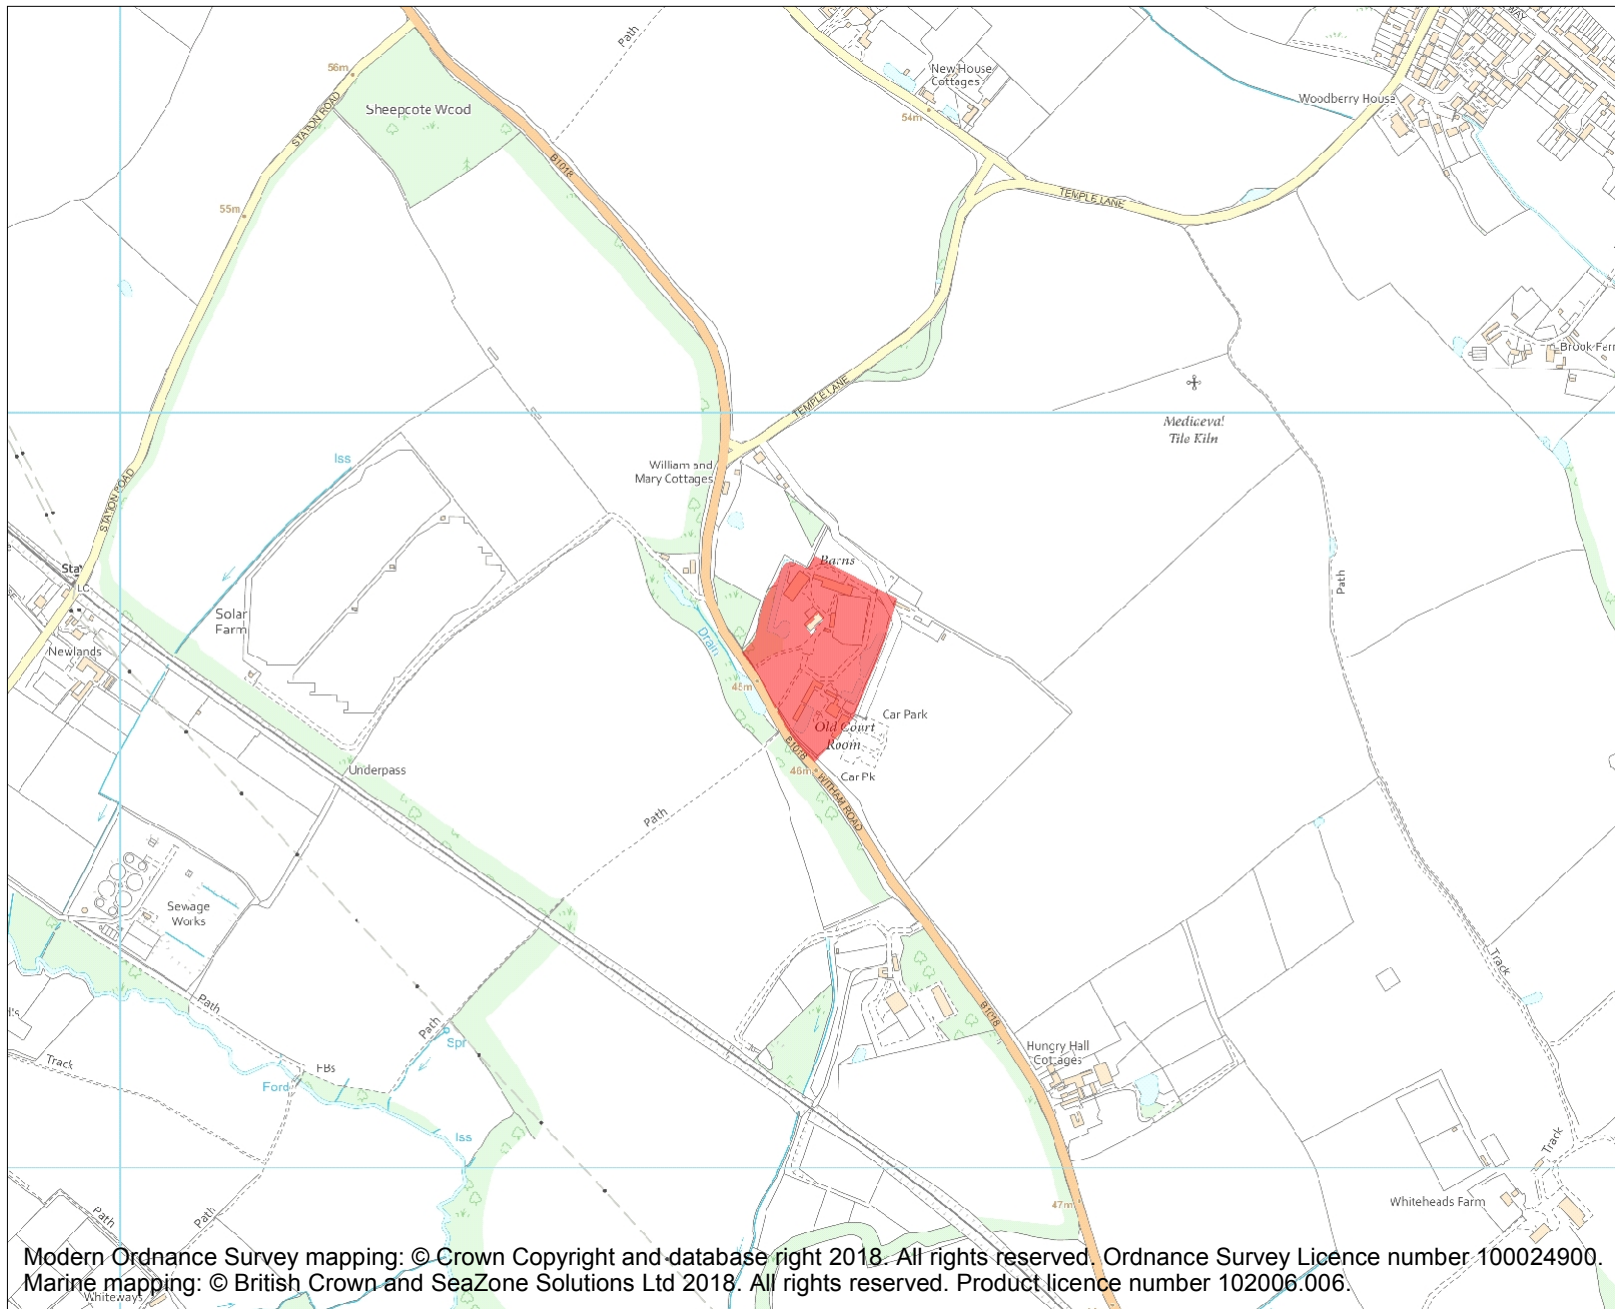 WAY
Path
56m
New House
Cottages
Sheepcote Wood
Woodberry House
54m
STATION ROAD
B1018
TEMPLE LANE
55m
Brook Farm
TEMPLE LANE
Mediaeval
Tile Kiln
Iss
William and
Mary Cottages
STATION ROAD
Barns
Sta
LC
Path
Solar
Farm
Drain
Newlands
48m
Car Park
Old Court
Room
B1018
46m
Car Pk
WITHAM ROAD
Underpass
Path
Sewage
Works
Track
Path
Path
B1018
Spr
Hungry Hall
Cottages
Track
FBs
Ford
Iss
Track
Whiteheads Farm
47m
Path
Path
Modern Ordnance Survey mapping: © Crown Copyright and database right 2018. All rights reserved. Ordnance Survey Licence number 100024900.
Marine mapping: © British Crown and SeaZone Solutions Ltd 2018. All rights reserved. Product licence number 102006.006.
Whiteways